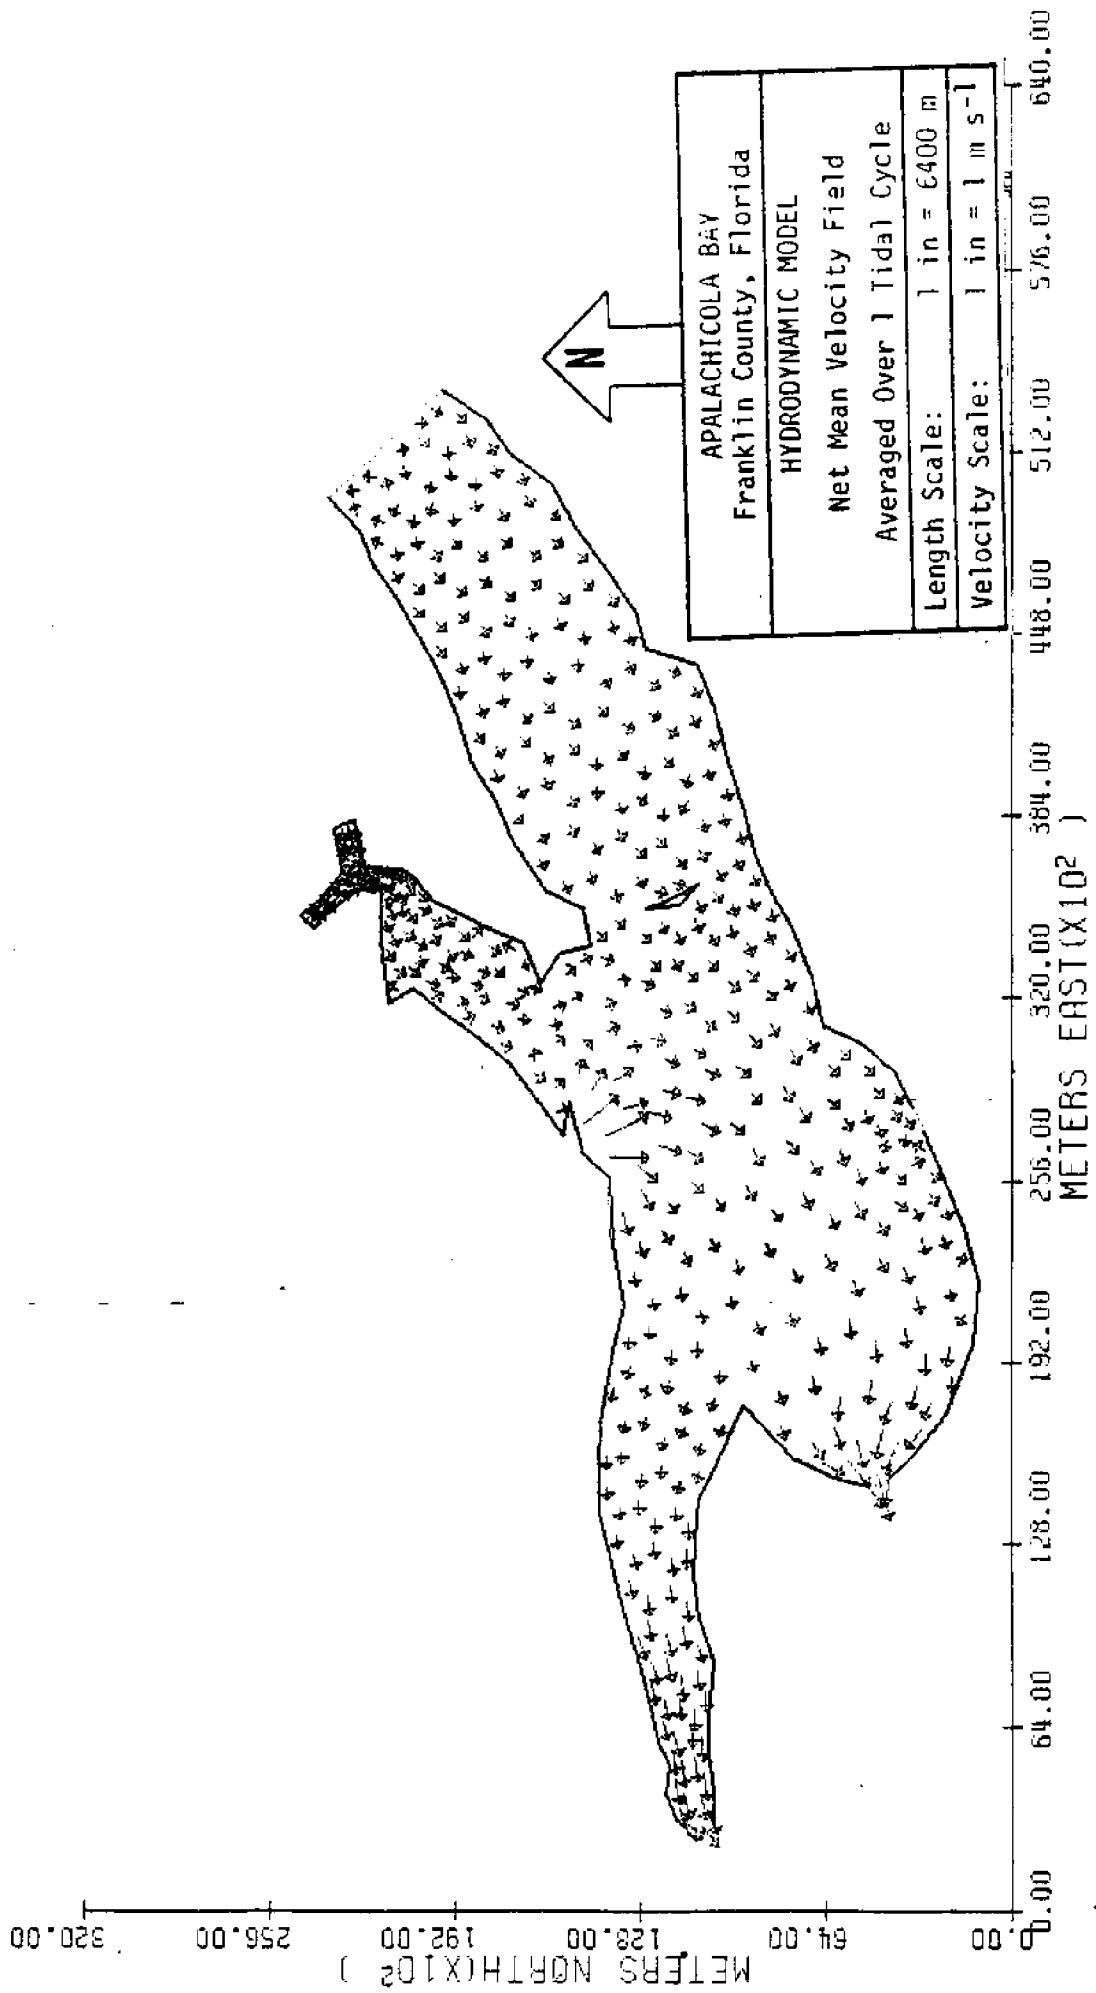 APALACHICOLA BAY
Franklin County, Florida
HYDRODYNAMIC MODEL
Net Mean Velocity Field
Averaged Over 1 Tidal Cycle
Length Scale: 1 in = 6400 m
Velocity Scale: 1 in = 1 m s-1
N
METERS NORTH(X10²)
320.00
256.00
192.00
128.00
64.00
0.00
0.00 64.00 128.00 192.00 256.00 320.00 384.00 448.00 512.00 576.00 640.00
METERS EAST(X10² )